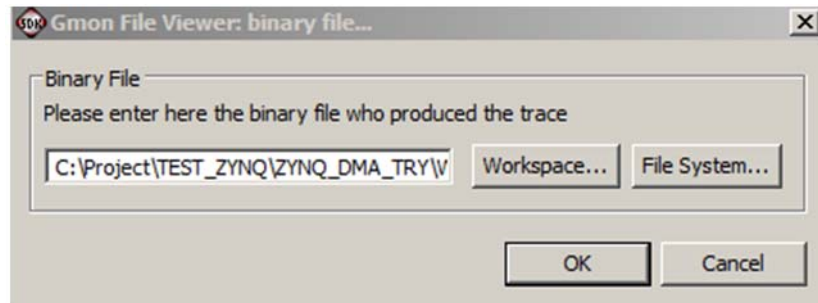 SDK Gmon File Viewer: binary file...
Binary File
Please enter here the binary file who produced the trace
C:\Project\TEST_ZYNQ\ZYNQ_DMA_TRY\W Workspace... File System...
OK Cancel